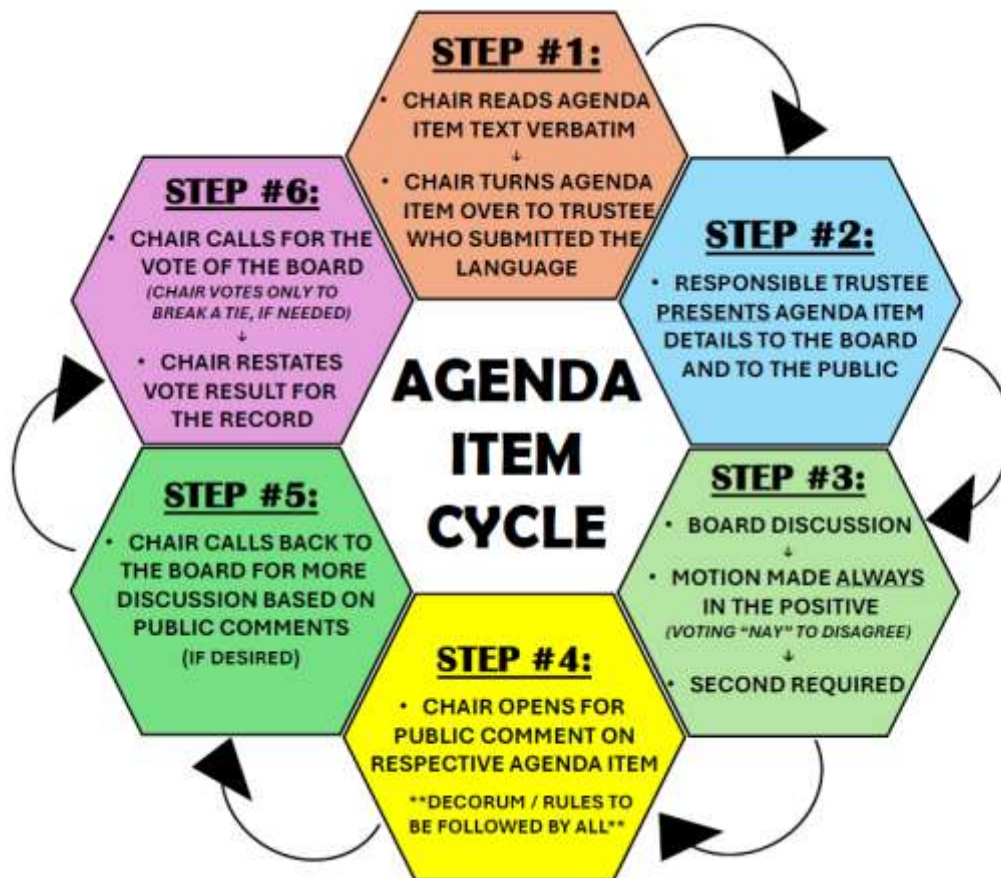 STEP #1:
• CHAIR READS AGENDA
ITEM TEXT VERBATIM
↓
• CHAIR TURNS AGENDA
ITEM OVER TO TRUSTEE
WHO SUBMITTED THE
LANGUAGE
STEP #2:
• RESPONSIBLE TRUSTEE
PRESENTS AGENDA ITEM
DETAILS TO THE BOARD
AND TO THE PUBLIC
STEP #3:
• BOARD DISCUSSION
↓
• MOTION MADE ALWAYS
IN THE POSITIVE
(VOTING “NAY” TO DISAGREE)
↓
• SECOND REQUIRED
STEP #4:
• CHAIR OPENS FOR
PUBLIC COMMENT ON
RESPECTIVE AGENDA ITEM
**DECORUM / RULES TO
BE FOLLOWED BY ALL**
STEP #5:
• CHAIR CALLS BACK TO
THE BOARD FOR MORE
DISCUSSION BASED ON
PUBLIC COMMENTS
(IF DESIRED)
STEP #6:
• CHAIR CALLS FOR THE
VOTE OF THE BOARD
(CHAIR VOTES ONLY TO
BREAK A TIE, IF NEEDED)
↓
• CHAIR RESTATES
VOTE RESULT FOR
THE RECORD
AGENDA
ITEM
CYCLE